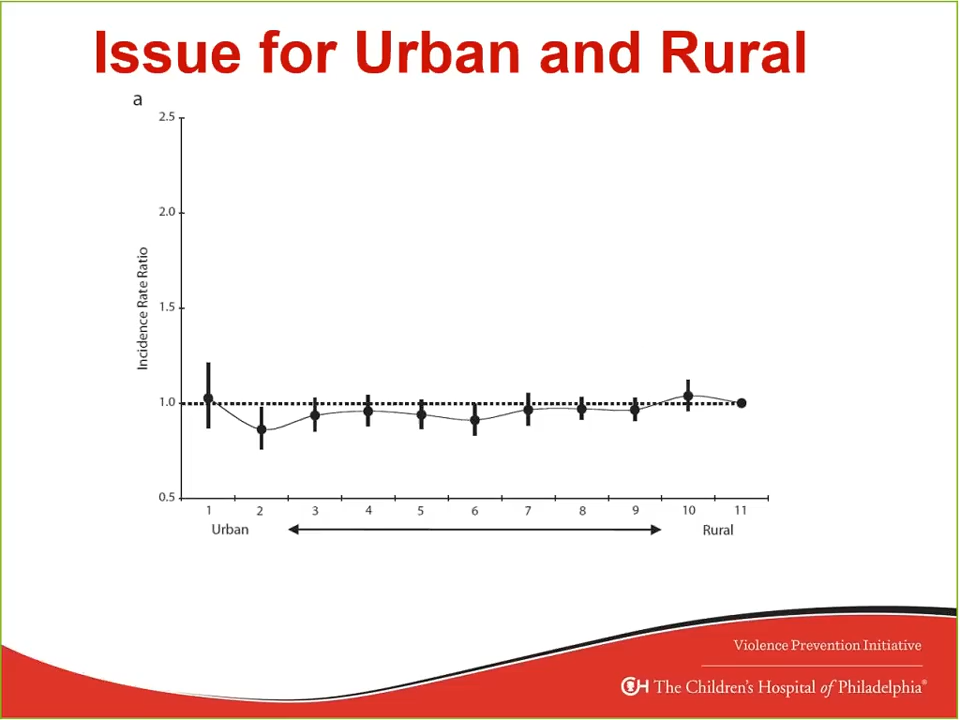 Issue for Urban and Rural
a
2.5
2.0
1.5
1.0
0.5
Incidence Rate Ratio
1 2 3 4 5 6 7 8 9 10 11
Urban Rural
Violence Prevention Initiative
CH The Children's Hospital of Philadelphia®